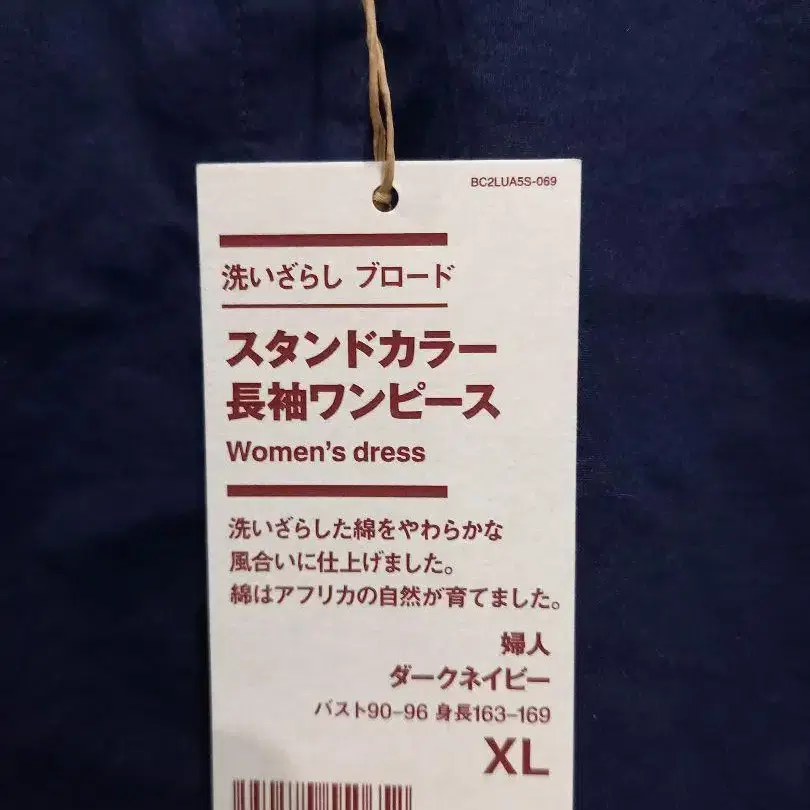 BC2LUA5S-069
洗いざらし ブロード
スタンドカラー
長袖ワンピース
Women's dress
洗いざらした綿をやわらかな
風合いに仕上げました。
綿はアフリカの自然が育てました。
婦人
ダークネイビー
バスト90-96 身長163-169
XL